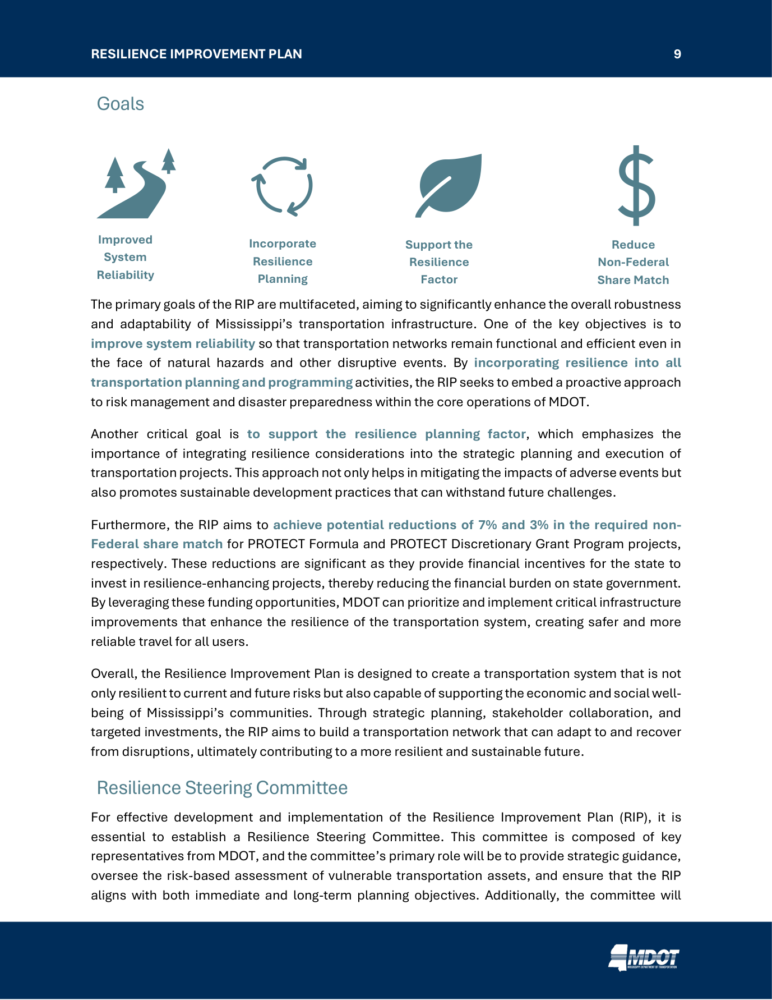 RESILIENCE IMPROVEMENT PLAN 9
Goals
Improved
System
Reliability
Incorporate
Resilience
Planning
Support the
Resilience
Factor
Reduce
Non-Federal
Share Match
The primary goals of the RIP are multifaceted, aiming to significantly enhance the overall robustness
and adaptability of Mississippi’s transportation infrastructure. One of the key objectives is to
improve system reliability so that transportation networks remain functional and efficient even in
the face of natural hazards and other disruptive events. By incorporating resilience into all
transportation planning and programming activities, the RIP seeks to embed a proactive approach
to risk management and disaster preparedness within the core operations of MDOT.
Another critical goal is to support the resilience planning factor, which emphasizes the
importance of integrating resilience considerations into the strategic planning and execution of
transportation projects. This approach not only helps in mitigating the impacts of adverse events but
also promotes sustainable development practices that can withstand future challenges.
Furthermore, the RIP aims to achieve potential reductions of 7% and 3% in the required non-
Federal share match for PROTECT Formula and PROTECT Discretionary Grant Program projects,
respectively. These reductions are significant as they provide financial incentives for the state to
invest in resilience-enhancing projects, thereby reducing the financial burden on state government.
By leveraging these funding opportunities, MDOT can prioritize and implement critical infrastructure
improvements that enhance the resilience of the transportation system, creating safer and more
reliable travel for all users.
Overall, the Resilience Improvement Plan is designed to create a transportation system that is not
only resilient to current and future risks but also capable of supporting the economic and social well-
being of Mississippi’s communities. Through strategic planning, stakeholder collaboration, and
targeted investments, the RIP aims to build a transportation network that can adapt to and recover
from disruptions, ultimately contributing to a more resilient and sustainable future.
Resilience Steering Committee
For effective development and implementation of the Resilience Improvement Plan (RIP), it is
essential to establish a Resilience Steering Committee. This committee is composed of key
representatives from MDOT, and the committee’s primary role will be to provide strategic guidance,
oversee the risk-based assessment of vulnerable transportation assets, and ensure that the RIP
aligns with both immediate and long-term planning objectives. Additionally, the committee will
MDOT
MISSISSIPPI DEPARTMENT OF TRANSPORTATION